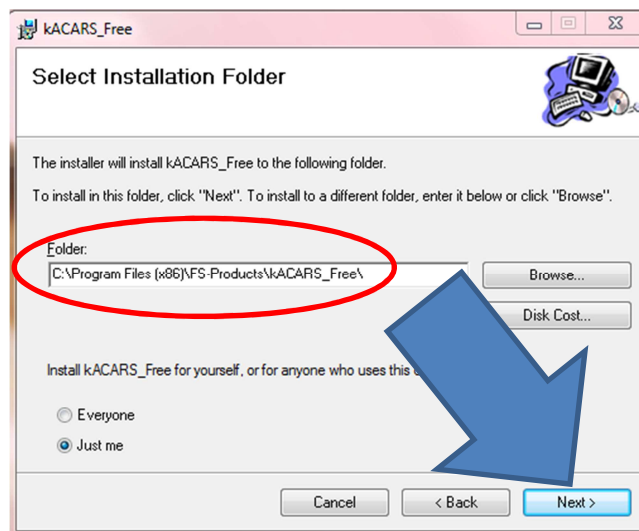 kACARS_Free
Select Installation Folder
The installer will install kACARS_Free to the following folder.
To install in this folder, click "Next". To install to a different folder, enter it below or click "Browse".
Folder:
C:\Program Files (x86)\FS-Products\kACARS_Free\
Browse...
Disk Cost...
Install kACARS_Free for yourself, or for anyone who uses this
Everyone
Just me
Cancel
< Back
Next >